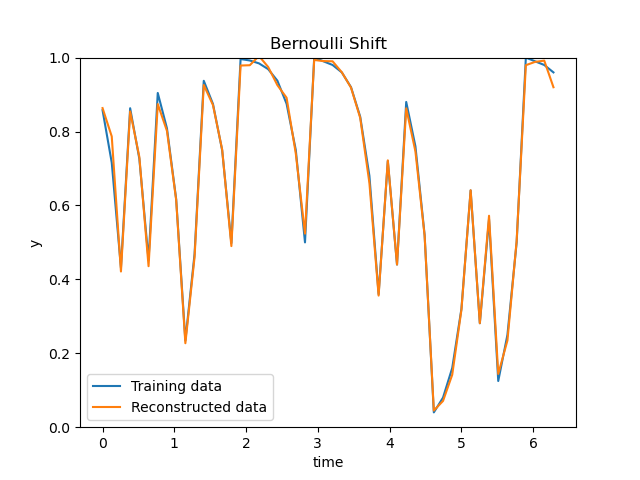 Bernoulli Shift
1.0
0.8
0.6
0.4
0.2
0.0
y
Training data
Reconstructed data
0 1 2 3 4 5 6
time